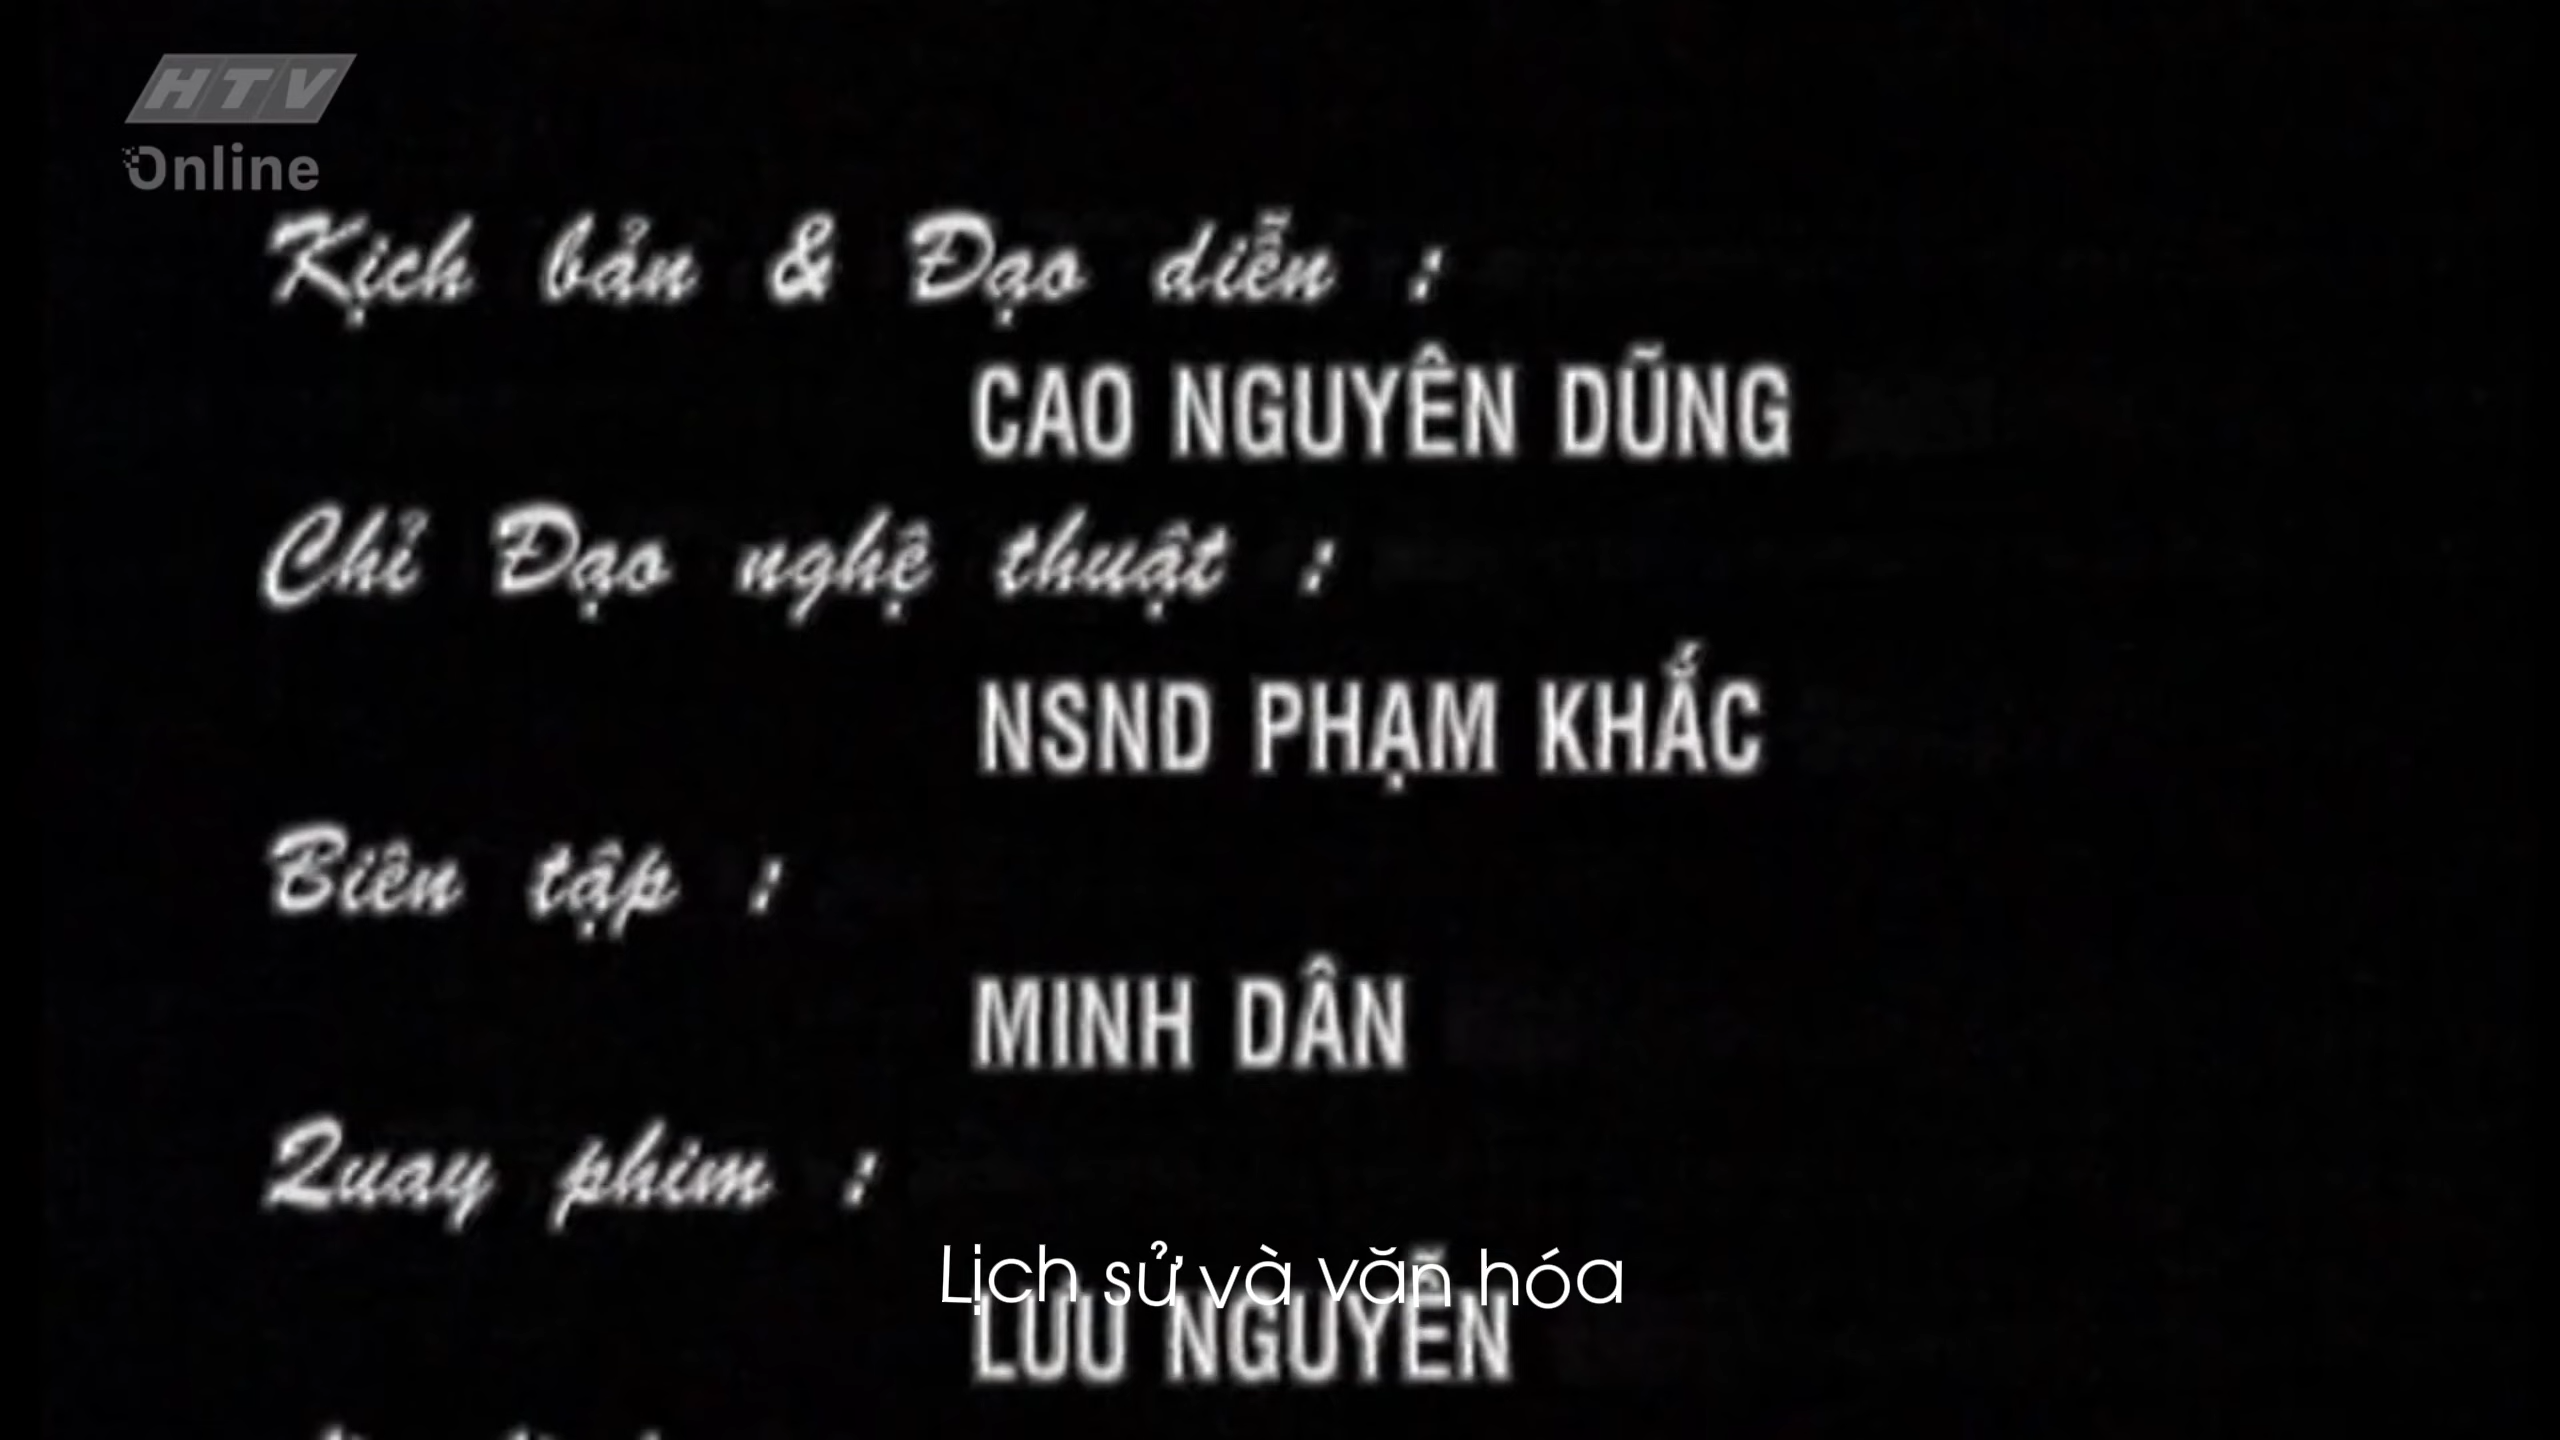 HTV
Online
Kịch bản & Đạo diễn :
CAO NGUYÊN DŨNG
Chỉ Đạo nghệ thuật :
NSND PHẠM KHẮC
Biên tập :
MINH DÂN
Quay phim :
Lịch sử và văn hóa
LƯU NGUYỄN